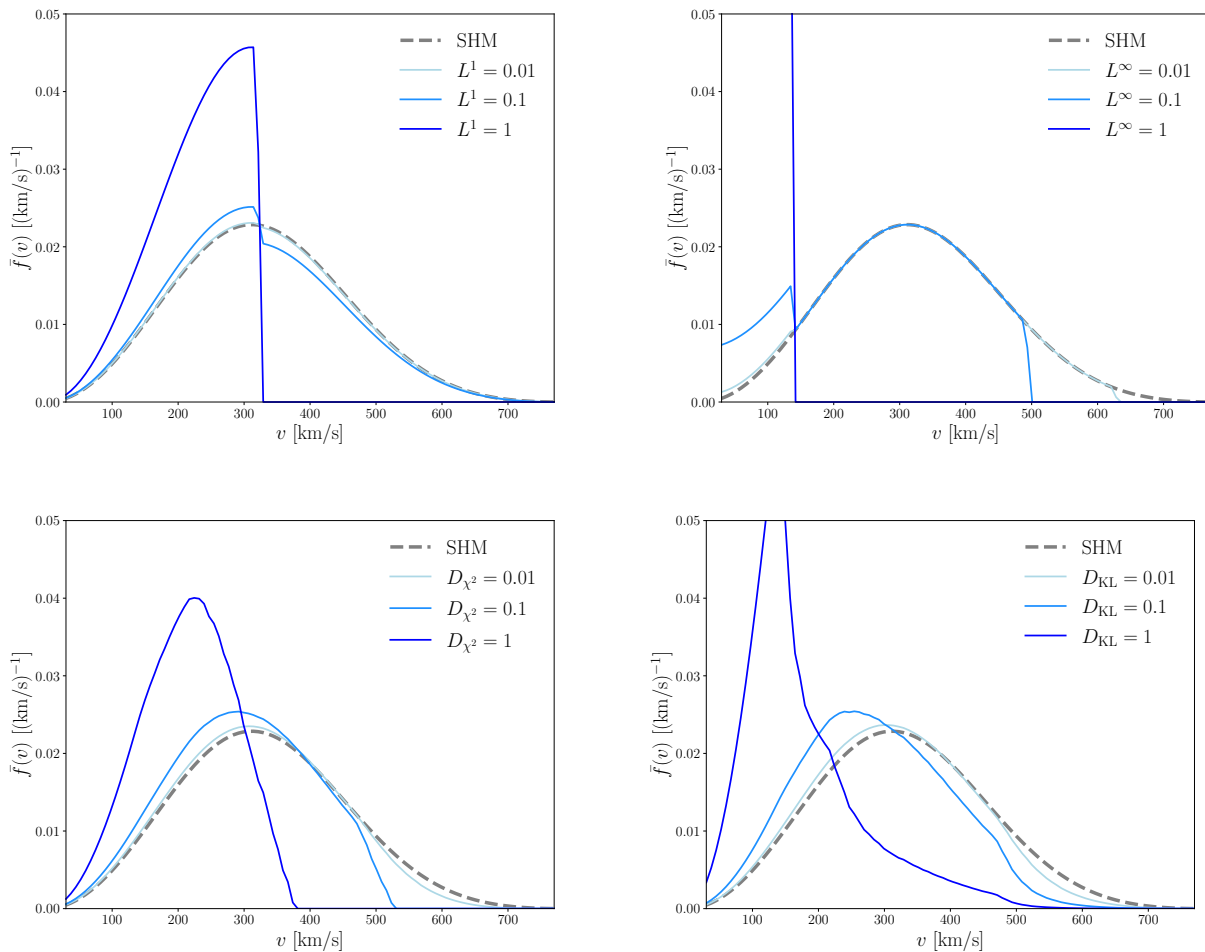 0.05
0.04
0.03
0.02
0.01
0.00
f̄(v) [(km/s)⁻¹]
SHM
L¹ = 0.01
L¹ = 0.1
L¹ = 1
100 200 300 400 500 600 700
v [km/s]
0.05
0.04
0.03
0.02
0.01
0.00
f̄(v) [(km/s)⁻¹]
SHM
L^∞ = 0.01
L^∞ = 0.1
L^∞ = 1
100 200 300 400 500 600 700
v [km/s]
0.05
0.04
0.03
0.02
0.01
0.00
f̄(v) [(km/s)⁻¹]
SHM
D_χ² = 0.01
D_χ² = 0.1
D_χ² = 1
100 200 300 400 500 600 700
v [km/s]
0.05
0.04
0.03
0.02
0.01
0.00
f̄(v) [(km/s)⁻¹]
SHM
D_KL = 0.01
D_KL = 0.1
D_KL = 1
100 200 300 400 500 600 700
v [km/s]